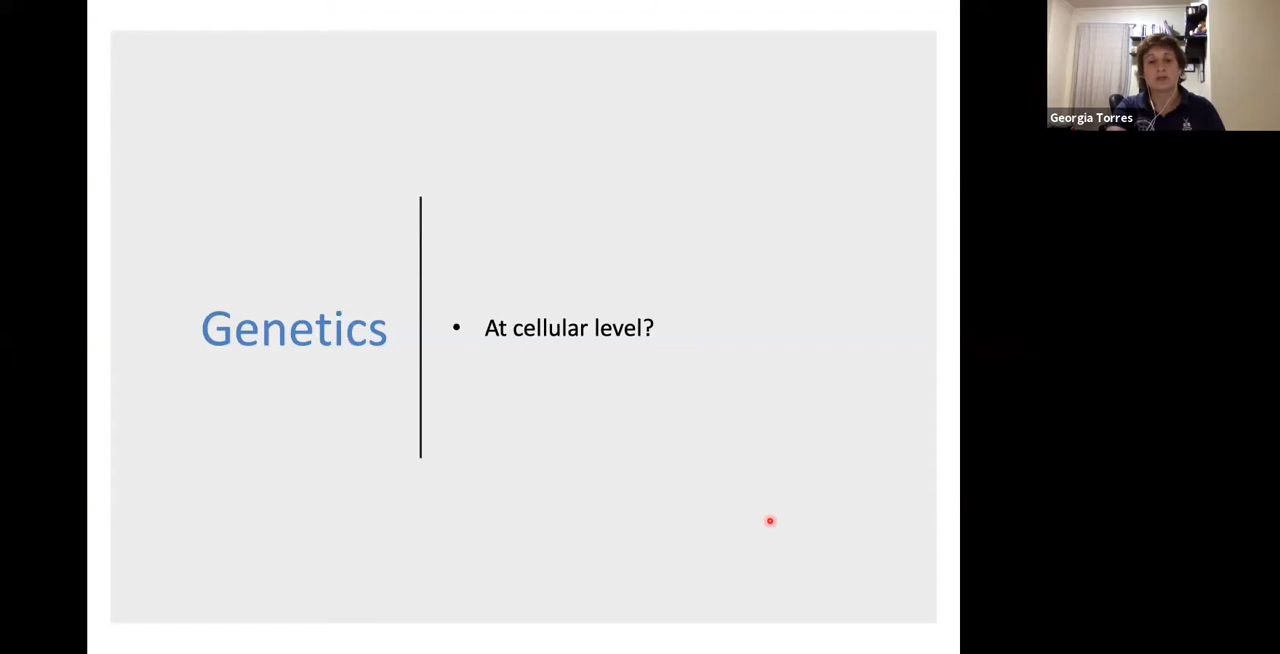 Genetics
• At cellular level?
Georgia Torres